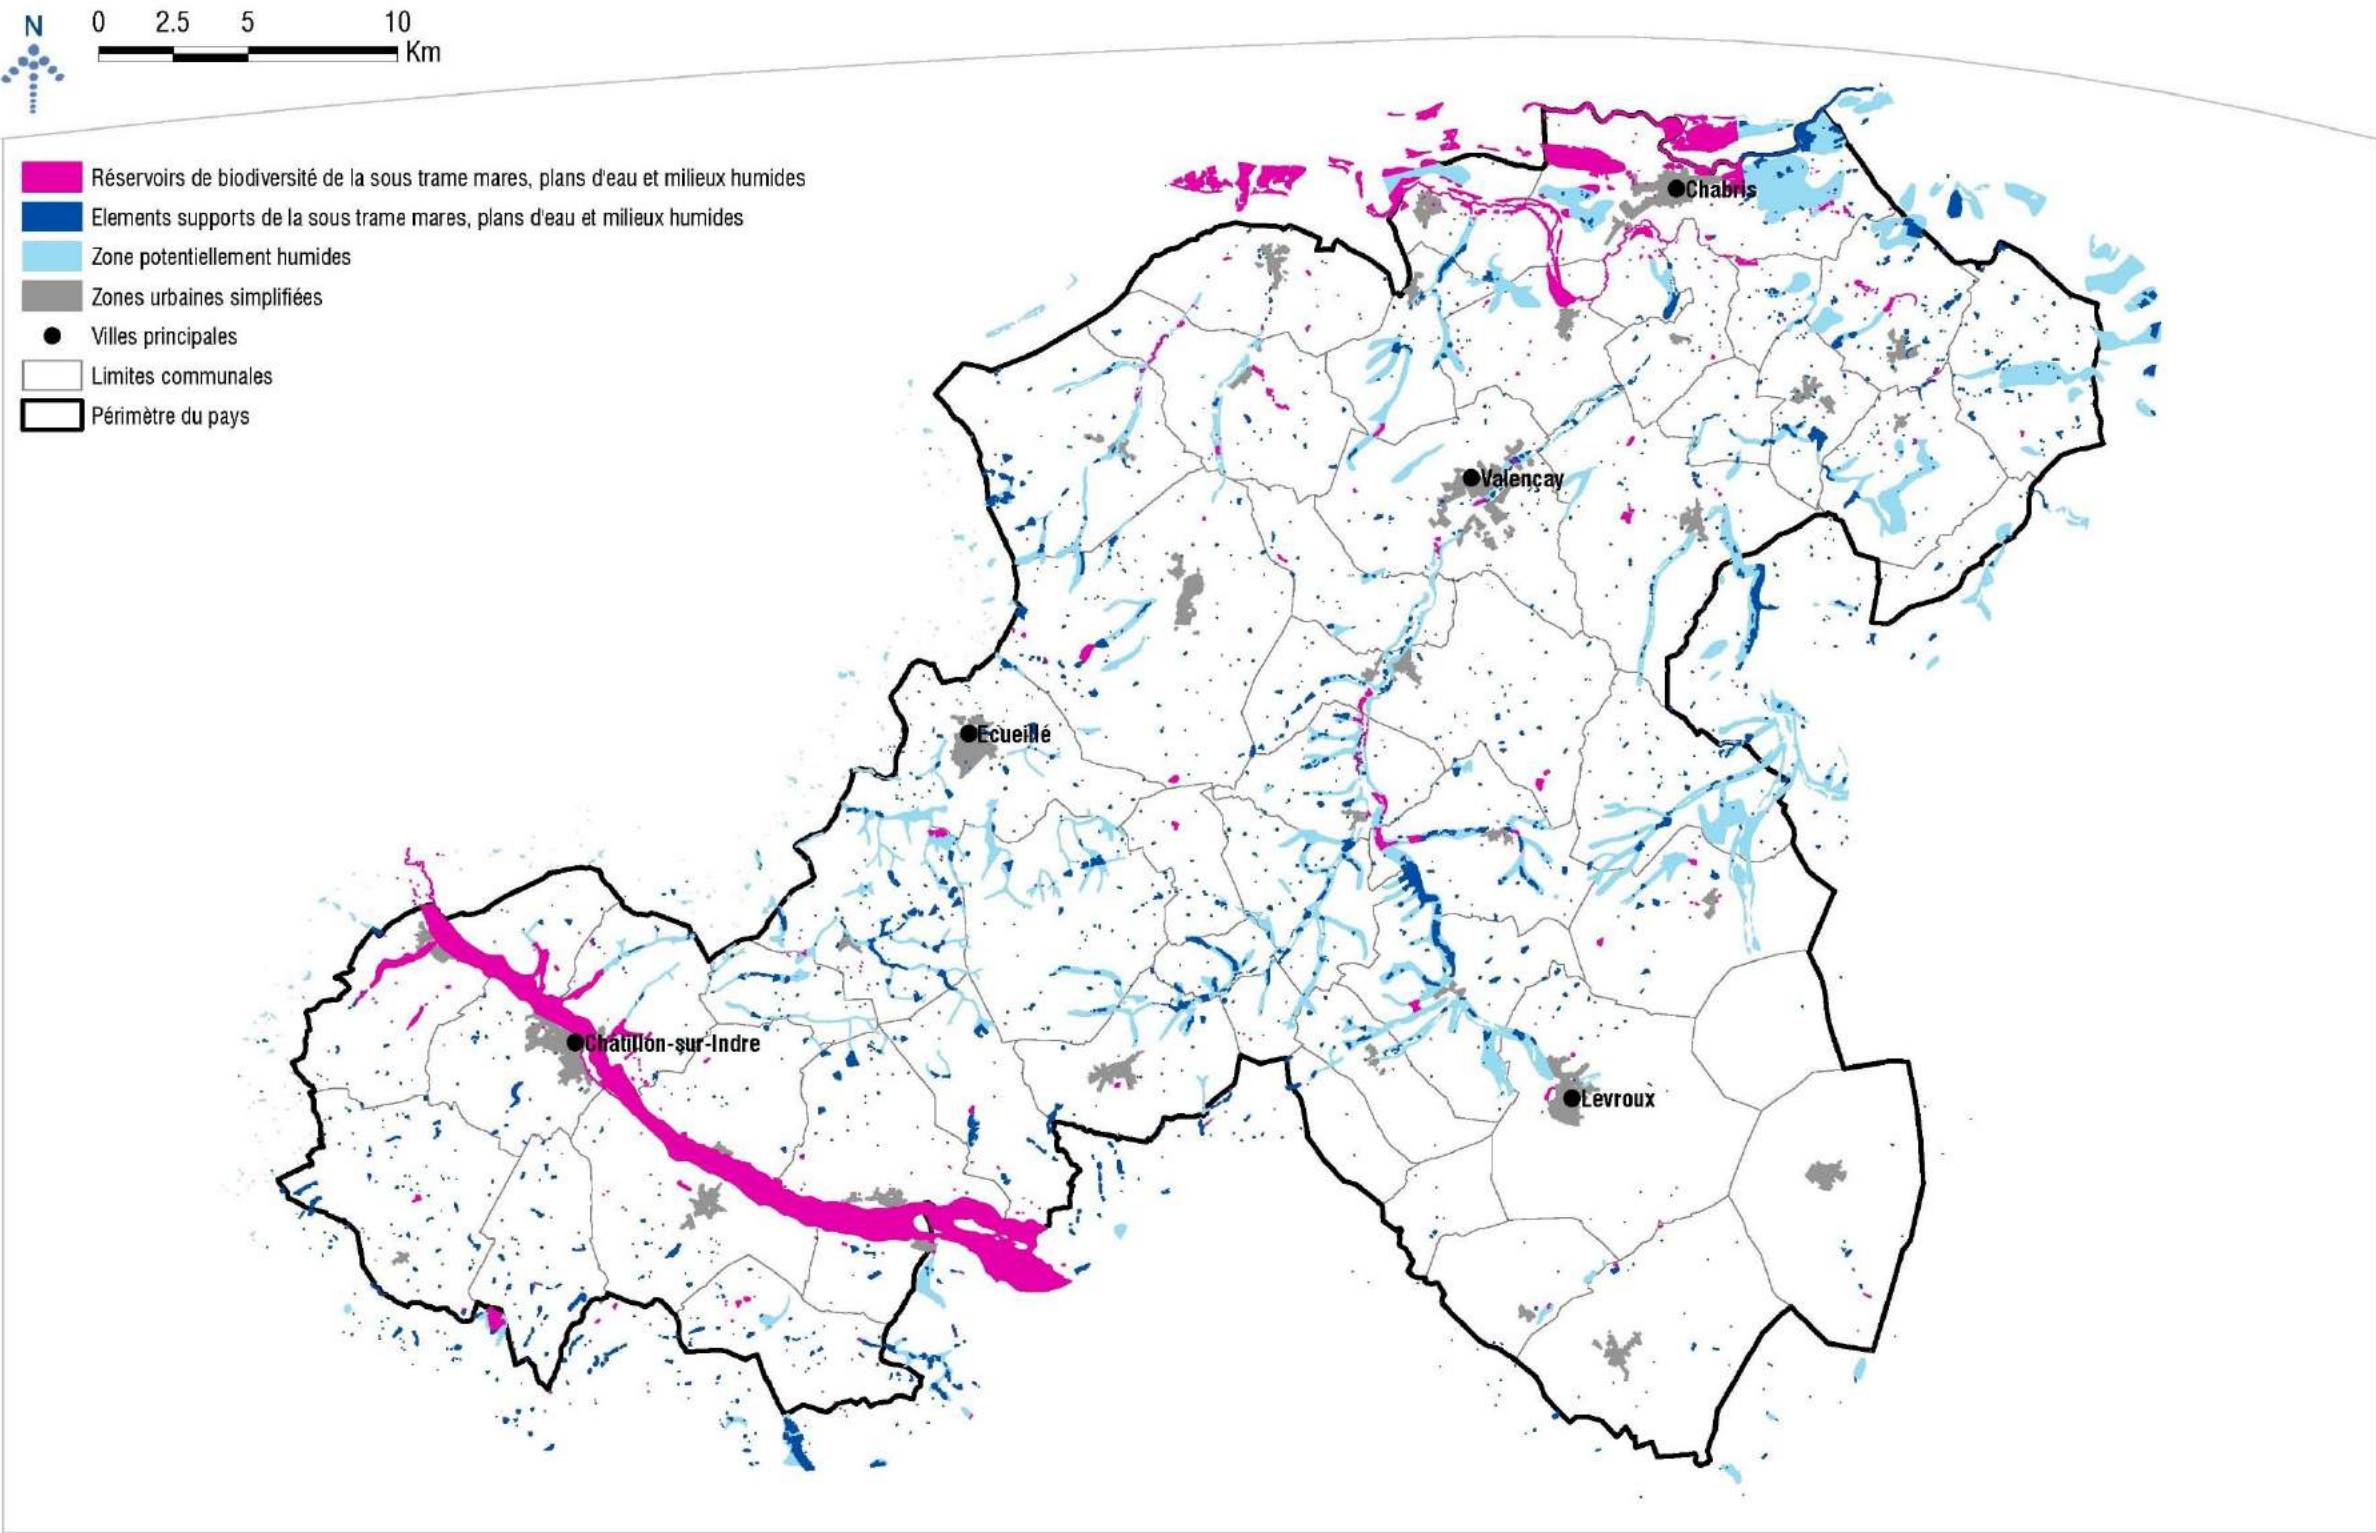 N
0 2.5 5 10
Km
Réservoirs de biodiversité de la sous trame mares, plans d'eau et milieux humides
Elements supports de la sous trame mares, plans d'eau et milieux humides
Zone potentiellement humides
Zones urbaines simplifiées
Villes principales
Limites communales
Périmètre du pays
Chabris
Valençay
Ecueillé
Châtillon-sur-Indre
Levroux